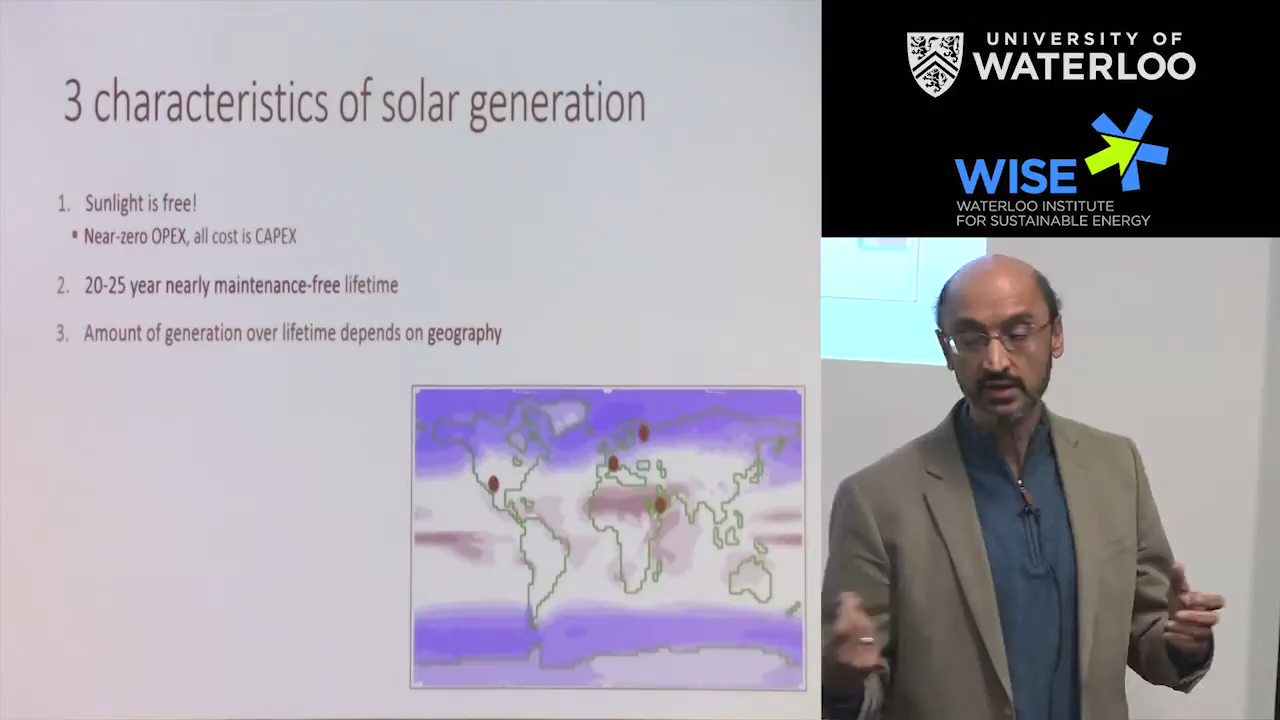 3 characteristics of solar generation
1. Sunlight is free!
▪ Near-zero OPEX, all cost is CAPEX
2. 20-25 year nearly maintenance-free lifetime
3. Amount of generation over lifetime depends on geography
UNIVERSITY OF
WATERLOO
WISE
WATERLOO INSTITUTE
FOR SUSTAINABLE ENERGY